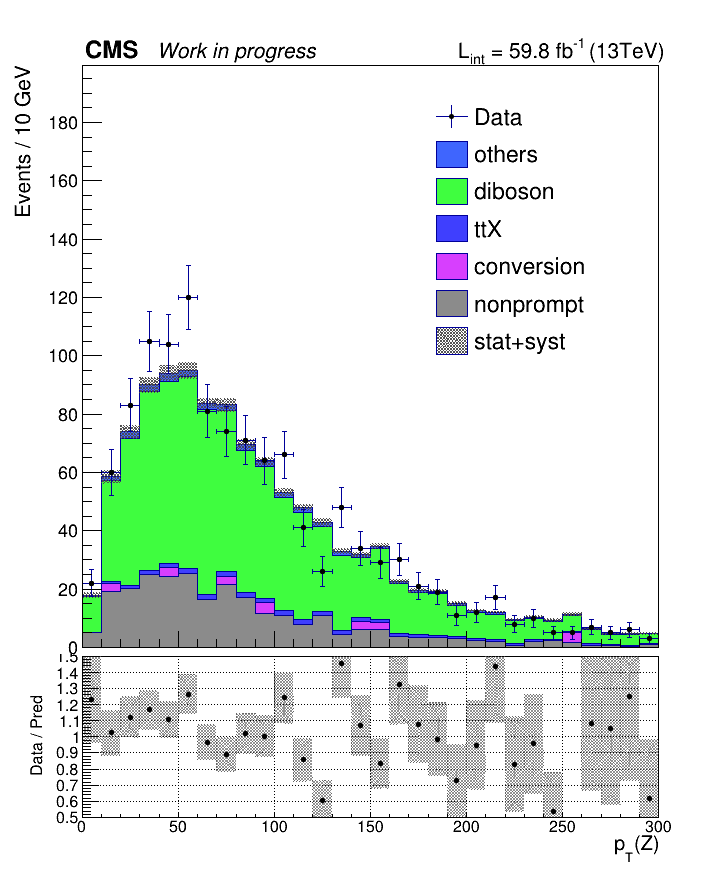 CMS Work in progress L_int = 59.8 fb^-1 (13TeV)
Events / 10 GeV
180
160
140
120
100
80
60
40
20
0
Data
others
diboson
ttX
conversion
nonprompt
stat+syst
Data / Pred
1.5
1.4
1.3
1.2
1.1
1
0.9
0.8
0.7
0.6
0.5
0 50 100 150 200 250 300
p_T(Z)